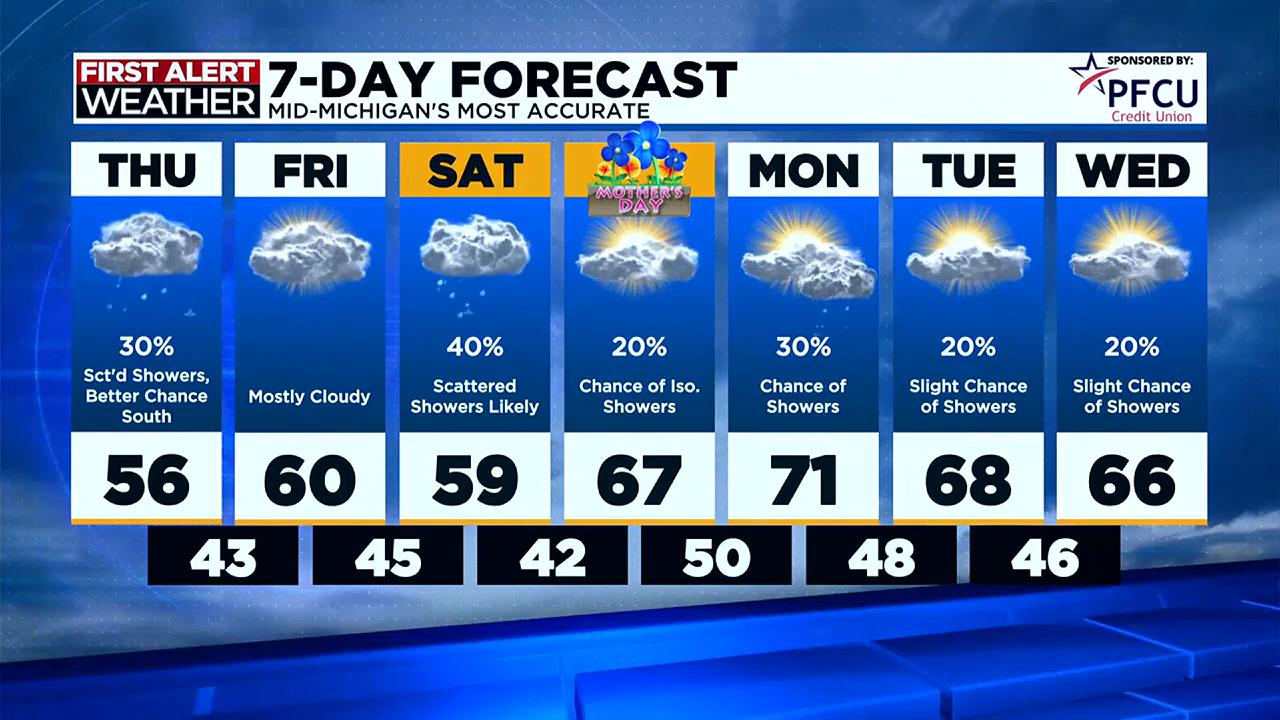 FIRST ALERT
WEATHER
7-DAY FORECAST
MID-MICHIGAN'S MOST ACCURATE
SPONSORED BY:
PFCU
Credit Union
THU
30%
Sct'd Showers,
Better Chance
South
56
FRI
Mostly Cloudy
60
SAT
40%
Scattered
Showers Likely
59
MOTHER'S
DAY
20%
Chance of Iso.
Showers
67
MON
30%
Chance of
Showers
71
TUE
20%
Slight Chance
of Showers
68
WED
20%
Slight Chance
of Showers
66
43
45
42
50
48
46